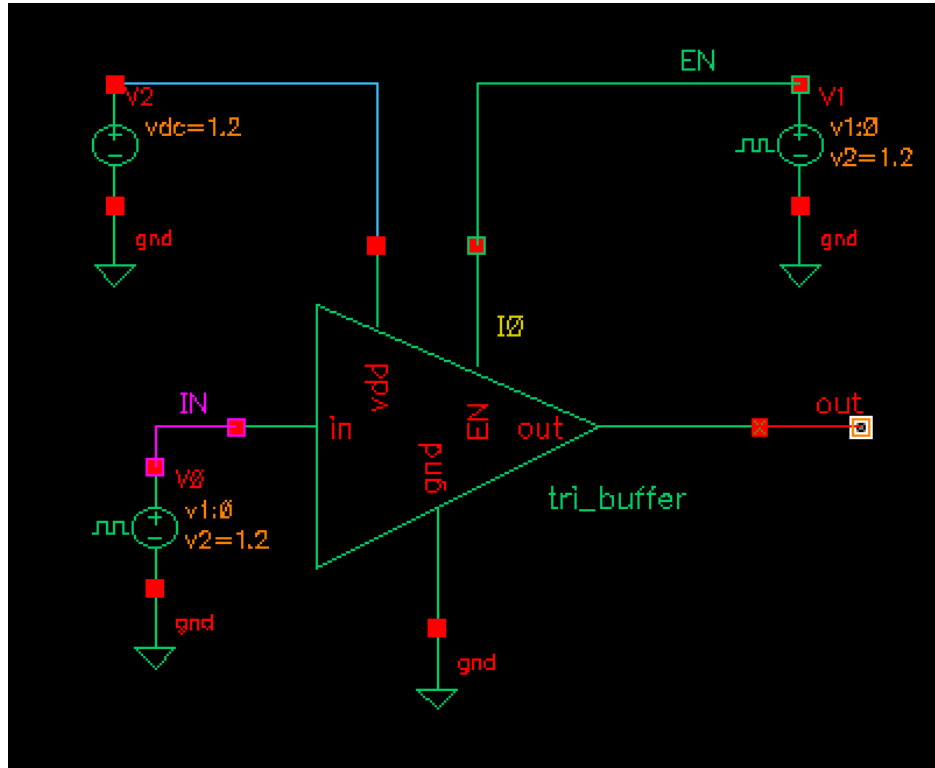 EN
V2
vdc=1.2
V1
v1:0
v2=1.2
gnd
gnd
I0
vdd
IN
in
EN
out
out
gnd
V0
v1:0
v2=1.2
tri_buffer
gnd
gnd